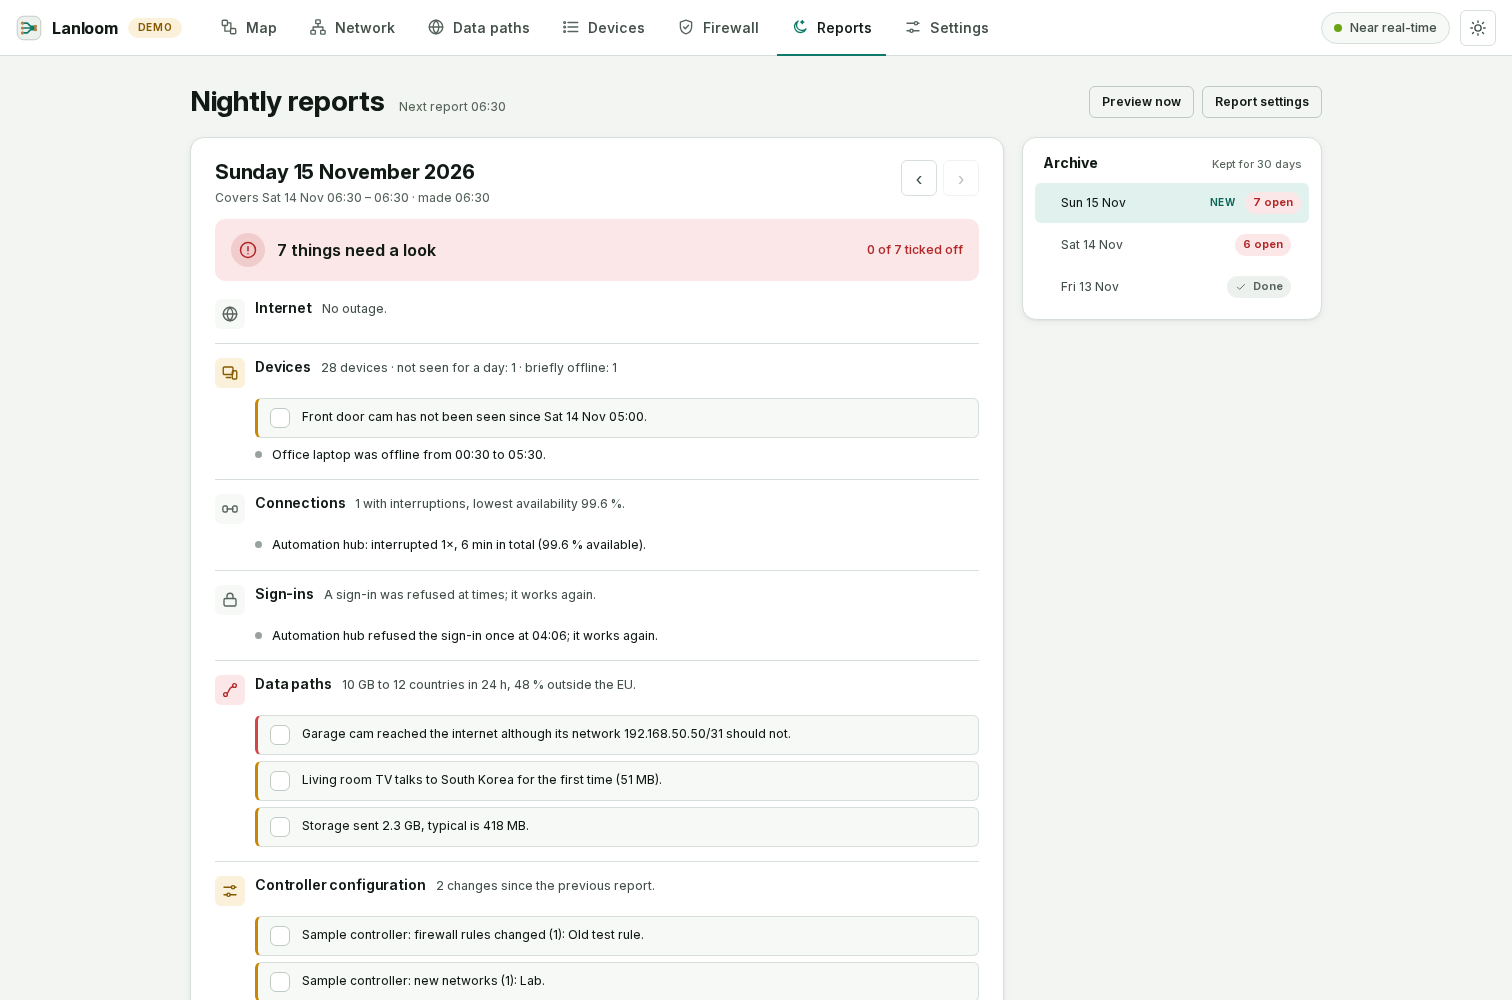 Lanloom DEMO Map Network Data paths Devices Firewall Reports Settings Near real-time
Nightly reports Next report 06:30 Preview now Report settings
Sunday 15 November 2026
Covers Sat 14 Nov 06:30 – 06:30 · made 06:30
7 things need a look 0 of 7 ticked off
Internet No outage.
Devices 28 devices · not seen for a day: 1 · briefly offline: 1
Front door cam has not been seen since Sat 14 Nov 05:00.
Office laptop was offline from 00:30 to 05:30.
Connections 1 with interruptions, lowest availability 99.6 %.
Automation hub: interrupted 1×, 6 min in total (99.6 % available).
Sign-ins A sign-in was refused at times; it works again.
Automation hub refused the sign-in once at 04:06; it works again.
Data paths 10 GB to 12 countries in 24 h, 48 % outside the EU.
Garage cam reached the internet although its network 192.168.50.50/31 should not.
Living room TV talks to South Korea for the first time (51 MB).
Storage sent 2.3 GB, typical is 418 MB.
Controller configuration 2 changes since the previous report.
Sample controller: firewall rules changed (1): Old test rule.
Sample controller: new networks (1): Lab.
Archive Kept for 30 days
Sun 15 Nov NEW 7 open
Sat 14 Nov 6 open
Fri 13 Nov Done